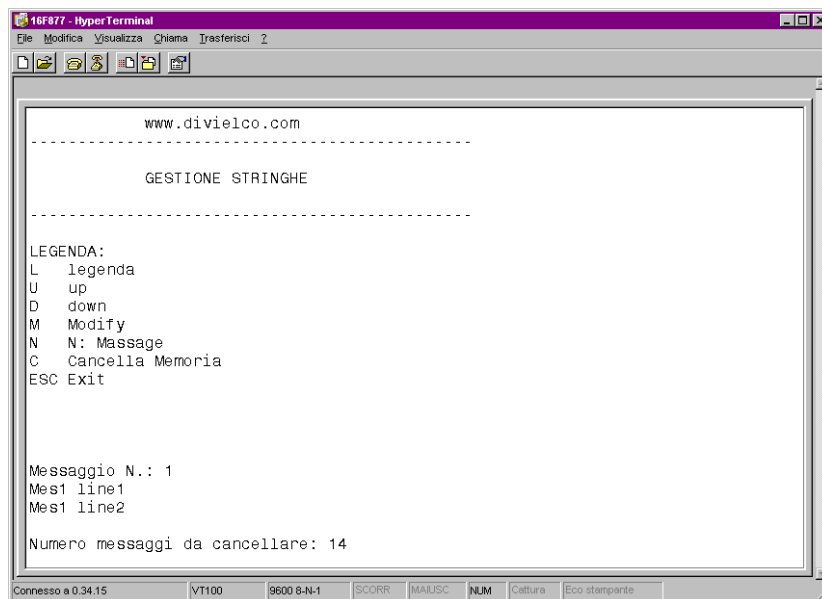 16F877 - HyperTerminal
File Modifica Visualizza Chiama Trasferisci ?
www.divielco.com
----------------------------------------------
GESTIONE STRINGHE
----------------------------------------------
LEGENDA:
L legenda
U up
D down
M Modify
N N: Massage
C Cancella Memoria
ESC Exit
Messaggio N.: 1
Mes1 line1
Mes1 line2
Numero messaggi da cancellare: 14
Connesso a 0.34.15 VT100 9600 8-N-1 SCORR MAIUSC NUM Cattura Eco stampante